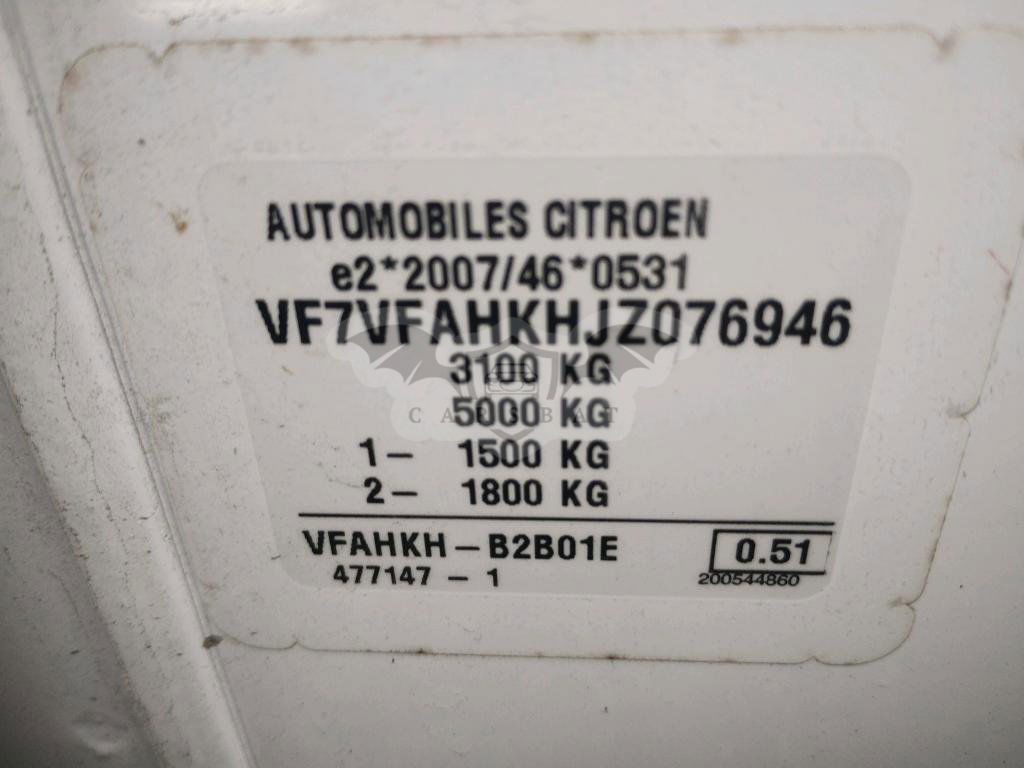 AUTOMOBILES CITROEN
e2*2007/46*0531
VF7VFAHKHJZ076946
3100 KG
CARSBAT
5000 KG
1- 1500 KG
2- 1800 KG
VFAHKH-B2B01E
0.51
477147-1
200544860